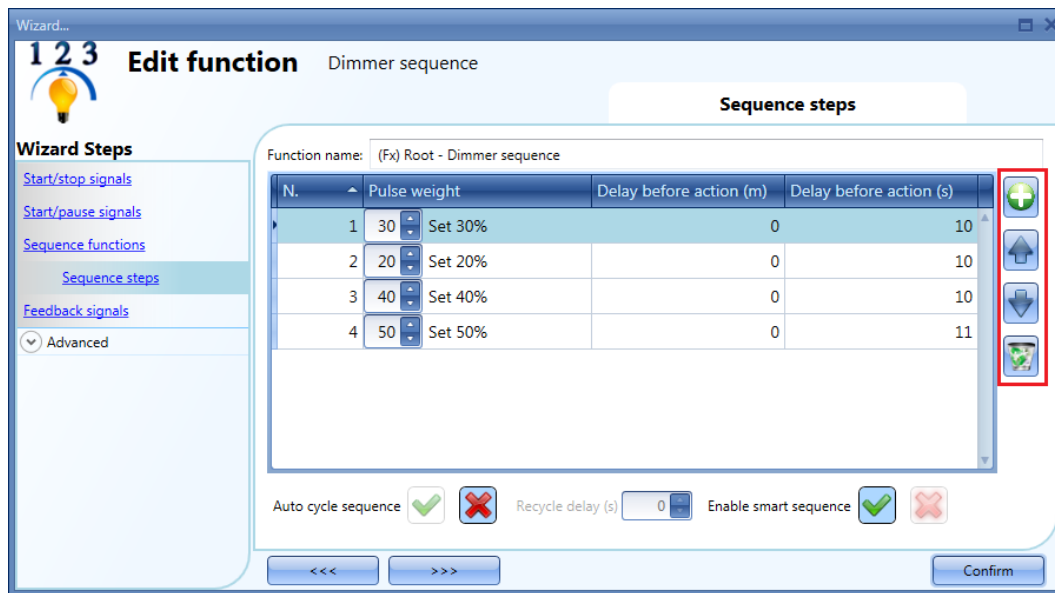 Wizard...
1 2 3
Edit function Dimmer sequence
Sequence steps
Wizard Steps
Start/stop signals
Start/pause signals
Sequence functions
Sequence steps
Feedback signals
Advanced
Function name: (Fx) Root - Dimmer sequence
N. Pulse weight Delay before action (m) Delay before action (s)
1 30 Set 30% 0 10
2 20 Set 20% 0 10
3 40 Set 40% 0 10
4 50 Set 50% 0 11
Auto cycle sequence Recycle delay (s) 0 Enable smart sequence
<<< >>> Confirm